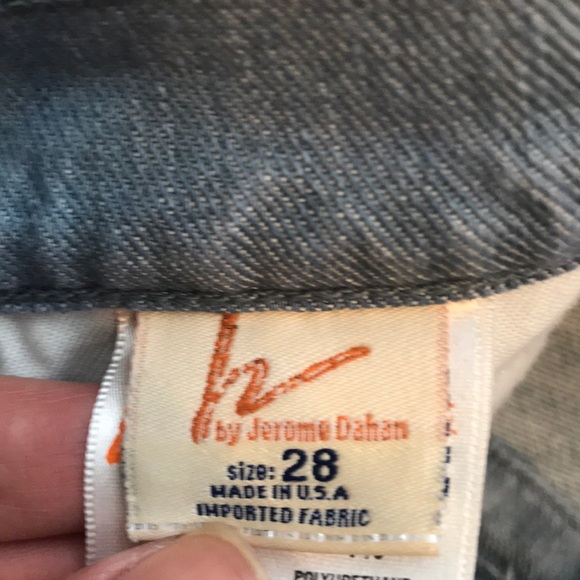 by Jerome Dahan
size: 28
MADE IN U.S.A
IMPORTED FABRIC